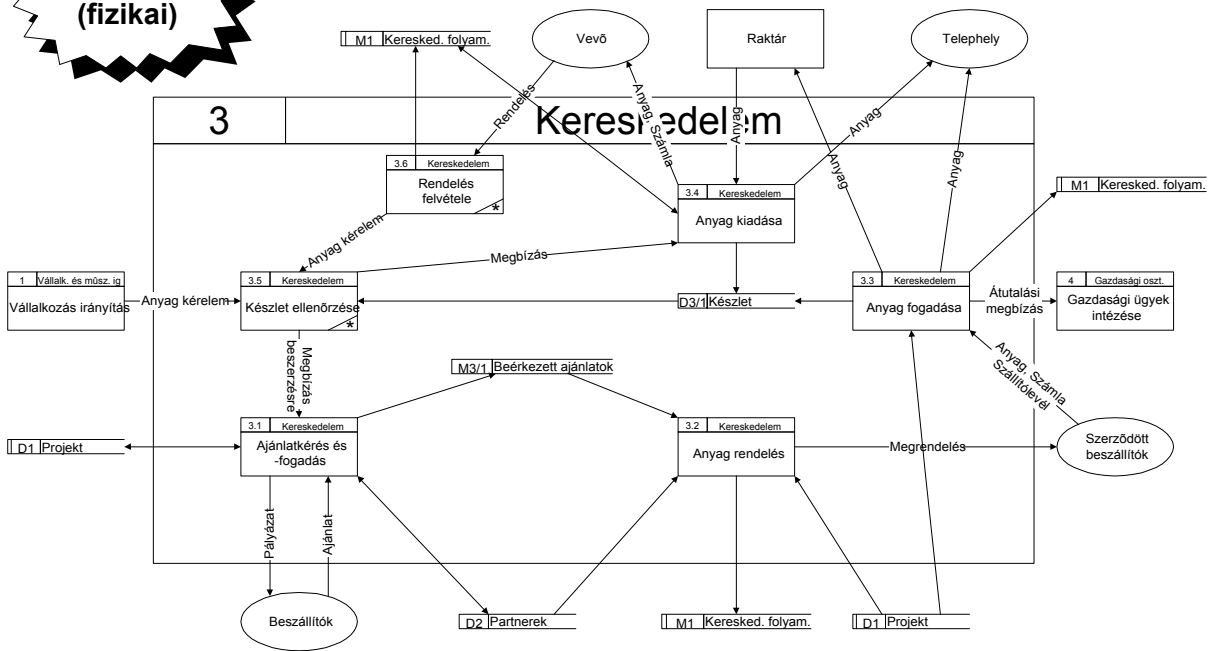 (fizikai)
M1 Keresked. folyam.
Vevõ
Raktár
Telephely
Rendelés
Anyag, Számla
Anyag
Anyag
Anyag
Anyag
3 Kereskedelem
3.6 Kereskedelem
Rendelés
felvétele
*
3.4 Kereskedelem
Anyag kiadása
M1 Keresked. folyam.
Anyag kérelem
Megbízás
1 Vállalk. és mûsz. ig
Vállalkozás irányítás
Anyag kérelem
3.5 Kereskedelem
Készlet ellenõrzése
*
D3/1 Készlet
3.3 Kereskedelem
Anyag fogadása
Átutalási
megbízás
4 Gazdasági oszt.
Gazdasági ügyek
intézése
Megbízás
beszerzésre
M3/1 Beérkezett ajánlatok
Anyag, Számla
Szállítólevél
D1 Projekt
3.1 Kereskedelem
Ajánlatkérés és
-fogadás
3.2 Kereskedelem
Anyag rendelés
Megrendelés
Szerzõdött
beszállítók
Pályázat
Ajánlat
Beszállítók
D2 Partnerek
M1 Keresked. folyam.
D1 Projekt